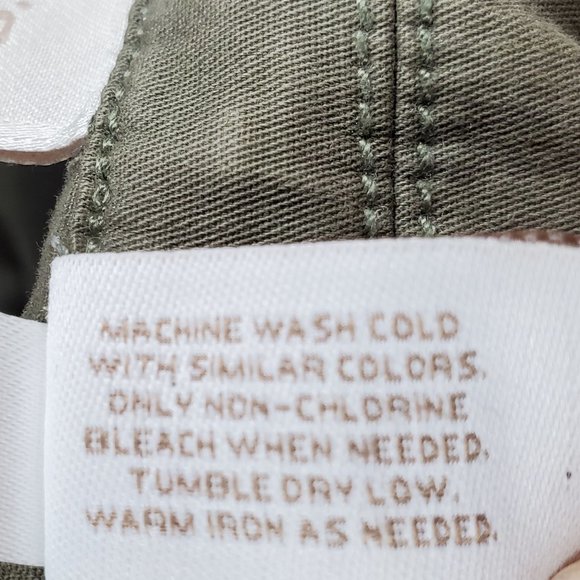 MACHINE WASH COLD
WITH SIMILAR COLORS.
ONLY NON-CHLORINE
BLEACH WHEN NEEDED.
TUMBLE DRY LOW.
WARM IRON AS NEEDED.